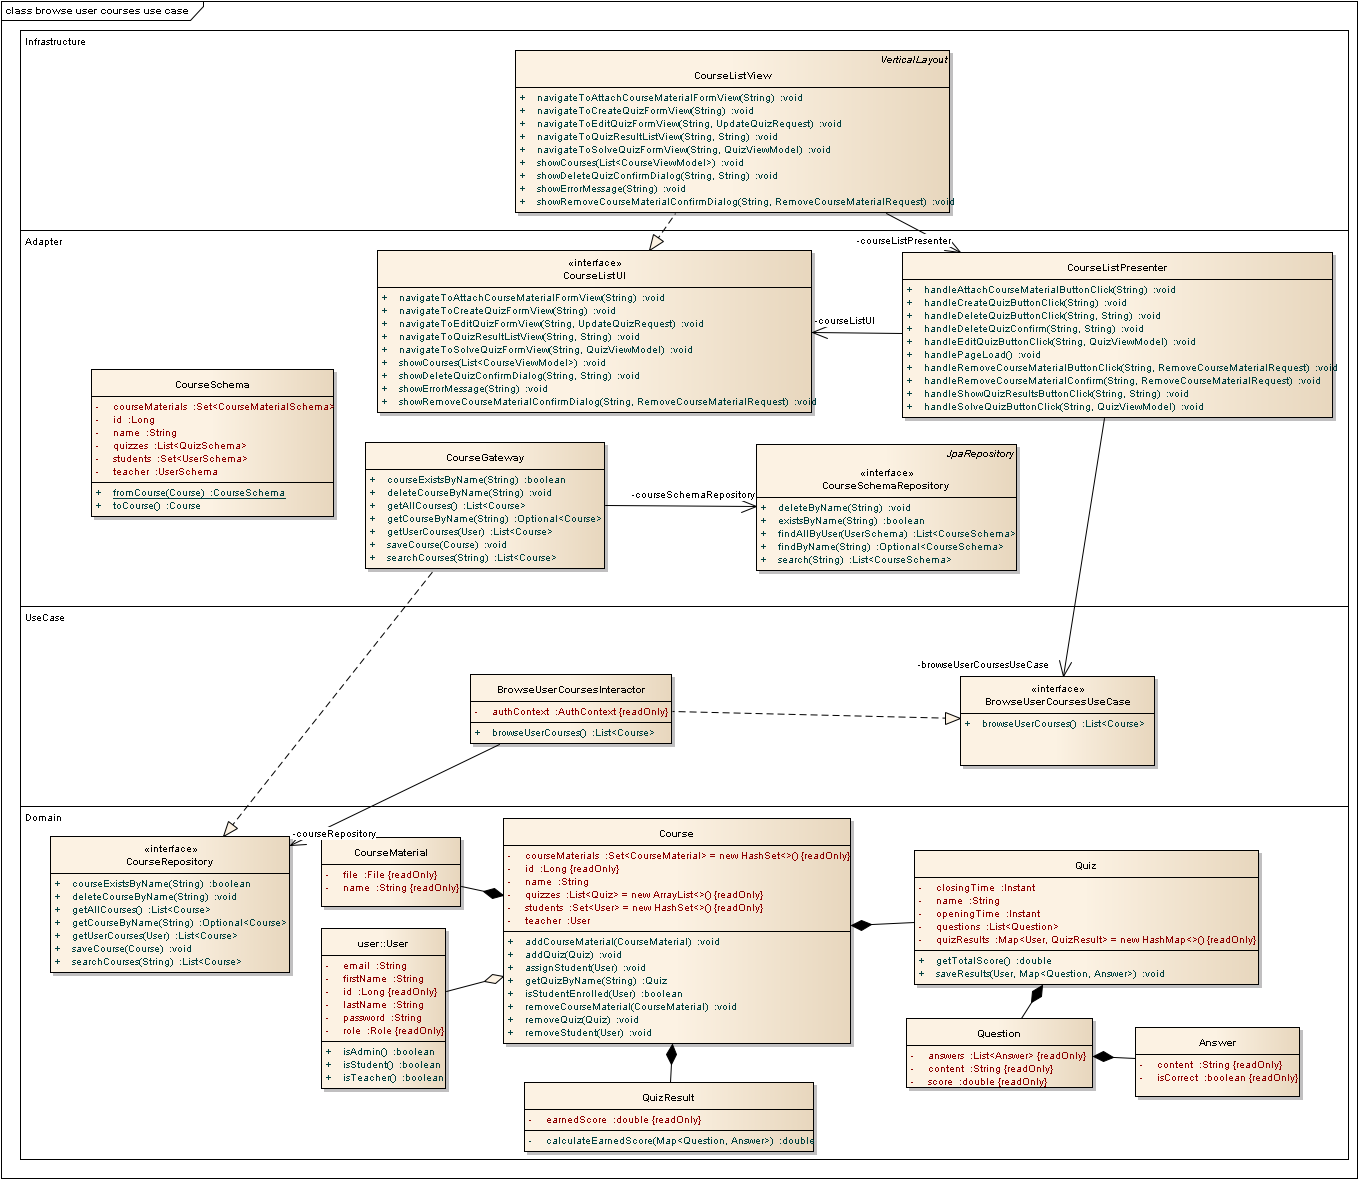 class browse user courses use case
Infrastructure
VerticalLayout
CourseListView
+ navigateToAttachCourseMaterialFormView(String) :void
+ navigateToCreateQuizFormView(String) :void
+ navigateToEditQuizFormView(String, UpdateQuizRequest) :void
+ navigateToQuizResultListView(String, String) :void
+ navigateToSolveQuizFormView(String, QuizViewModel) :void
+ showCourses(List<CourseViewModel>) :void
+ showDeleteQuizConfirmDialog(String, String) :void
+ showErrorMessage(String) :void
+ showRemoveCourseMaterialConfirmDialog(String, RemoveCourseMaterialRequest) :void
Adapter
-courseListPresenter
«interface»
CourseListUI
+ navigateToAttachCourseMaterialFormView(String) :void
+ navigateToCreateQuizFormView(String) :void
+ navigateToEditQuizFormView(String, UpdateQuizRequest) :void
+ navigateToQuizResultListView(String, String) :void
+ navigateToSolveQuizFormView(String, QuizViewModel) :void
+ showCourses(List<CourseViewModel>) :void
+ showDeleteQuizConfirmDialog(String, String) :void
+ showErrorMessage(String) :void
+ showRemoveCourseMaterialConfirmDialog(String, RemoveCourseMaterialRequest) :void
-courseListUI
CourseListPresenter
+ handleAttachCourseMaterialButtonClick(String) :void
+ handleCreateQuizButtonClick(String) :void
+ handleDeleteQuizButtonClick(String, String) :void
+ handleDeleteQuizConfirm(String, String) :void
+ handleEditQuizButtonClick(String, QuizViewModel) :void
+ handlePageLoad() :void
+ handleRemoveCourseMaterialButtonClick(String, RemoveCourseMaterialRequest) :void
+ handleRemoveCourseMaterialConfirm(String, RemoveCourseMaterialRequest) :void
+ handleShowQuizResultsButtonClick(String, String) :void
+ handleSolveQuizButtonClick(String, QuizViewModel) :void
CourseSchema
- courseMaterials :Set<CourseMaterialSchema>
- id :Long
- name :String
- quizzes :List<QuizSchema>
- students :Set<UserSchema>
- teacher :UserSchema
+ fromCourse(Course) :CourseSchema
+ toCourse() :Course
CourseGateway
+ courseExistsByName(String) :boolean
+ deleteCourseByName(String) :void
+ getAllCourses() :List<Course>
+ getCourseByName(String) :Optional<Course>
+ getUserCourses(User) :List<Course>
+ saveCourse(Course) :void
+ searchCourses(String) :List<Course>
-courseSchemaRepository
JpaRepository
«interface»
CourseSchemaRepository
+ deleteByName(String) :void
+ existsByName(String) :boolean
+ findAllByUser(UserSchema) :List<CourseSchema>
+ findByName(String) :Optional<CourseSchema>
+ search(String) :List<CourseSchema>
UseCase
-browseUserCoursesUseCase
BrowseUserCoursesInteractor
- authContext :AuthContext {readOnly}
+ browseUserCourses() :List<Course>
«interface»
BrowseUserCoursesUseCase
+ browseUserCourses() :List<Course>
Domain
-courseRepository
«interface»
CourseRepository
+ courseExistsByName(String) :boolean
+ deleteCourseByName(String) :void
+ getAllCourses() :List<Course>
+ getCourseByName(String) :Optional<Course>
+ getUserCourses(User) :List<Course>
+ saveCourse(Course) :void
+ searchCourses(String) :List<Course>
CourseMaterial
- file :File {readOnly}
- name :String {readOnly}
user::User
- email :String
- firstName :String
- id :Long {readOnly}
- lastName :String
- password :String
- role :Role {readOnly}
+ isAdmin() :boolean
+ isStudent() :boolean
+ isTeacher() :boolean
Course
- courseMaterials :Set<CourseMaterial> = new HashSet<>() {readOnly}
- id :Long {readOnly}
- name :String
- quizzes :List<Quiz> = new ArrayList<>() {readOnly}
- students :Set<User> = new HashSet<>() {readOnly}
- teacher :User
+ addCourseMaterial(CourseMaterial) :void
+ addQuiz(Quiz) :void
+ assignStudent(User) :void
+ getQuizByName(String) :Quiz
+ isStudentEnrolled(User) :boolean
+ removeCourseMaterial(CourseMaterial) :void
+ removeQuiz(Quiz) :void
+ removeStudent(User) :void
Quiz
- closingTime :Instant
- name :String
- openingTime :Instant
- questions :List<Question>
- quizResults :Map<User, QuizResult> = new HashMap<>() {readOnly}
+ getTotalScore() :double
+ saveResults(User, Map<Question, Answer>) :void
Question
- answers :List<Answer> {readOnly}
- content :String {readOnly}
- score :double {readOnly}
Answer
- content :String {readOnly}
- isCorrect :boolean {readOnly}
QuizResult
- earnedScore :double {readOnly}
- calculateEarnedScore(Map<Question, Answer>) :double